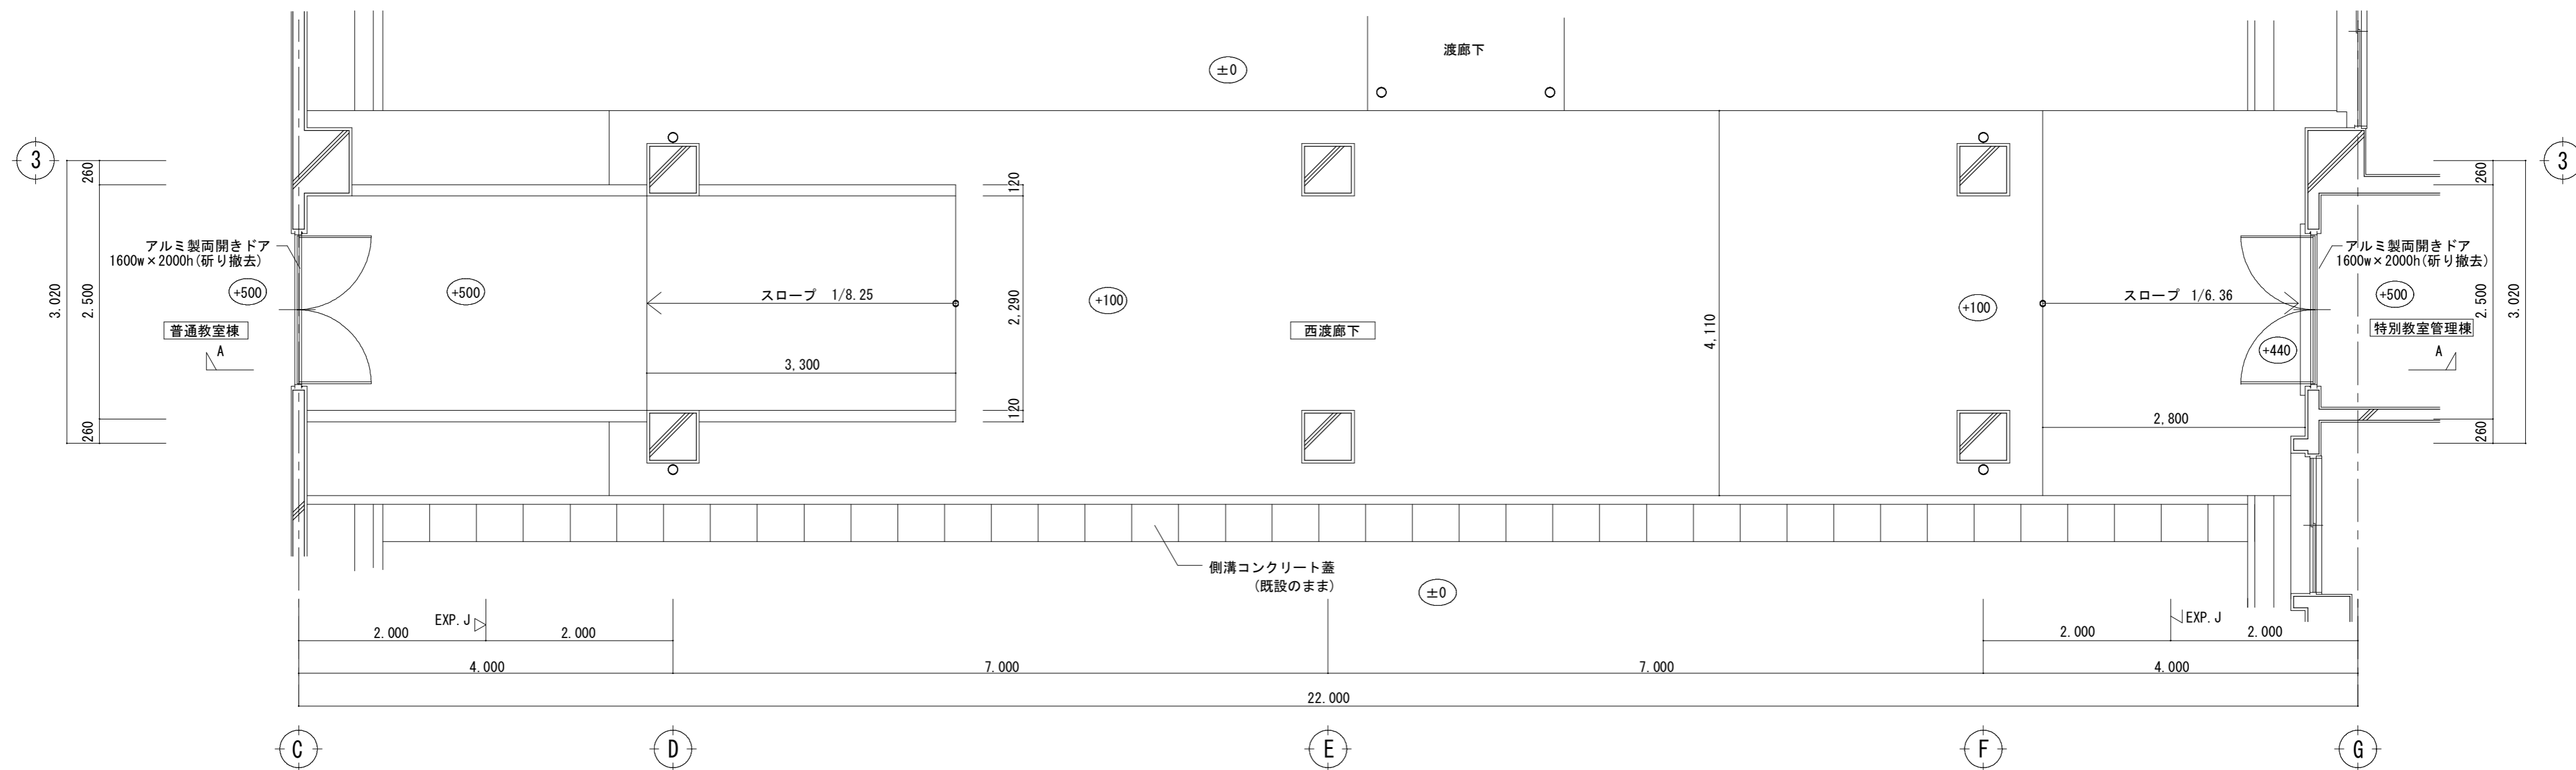 渡廊下
±0
3
3
260
2.500
3.020
260
アルミ製両開きドア
1600w×2000h(斫り撤去)
+500
普通教室棟
A
+500
スロープ 1/8.25
3,300
120
2,290
120
+100
西渡廊下
4,110
+100
スロープ 1/6.36
+440
2,800
アルミ製両開きドア
1600w×2000h(斫り撤去)
+500
特別教室管理棟
A
260
2.500
3.020
260
側溝コンクリート蓋
(既設のまま)
±0
EXP.J
EXP.J
2.000
2.000
2.000
2.000
4.000
7.000
7.000
4.000
22.000
C
D
E
F
G